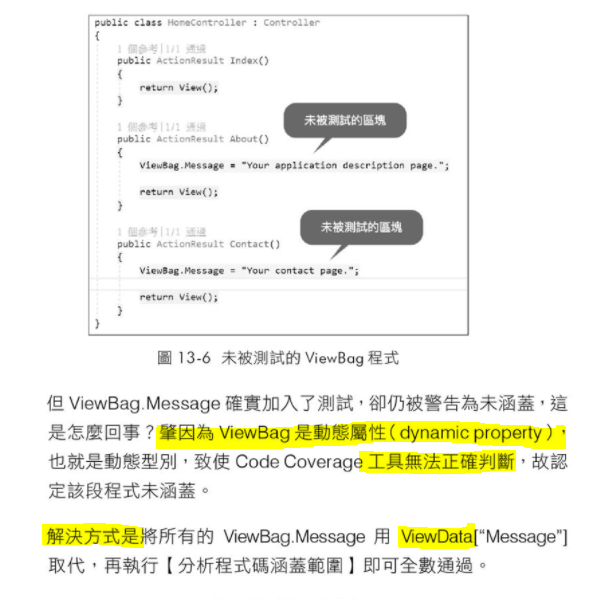 public class HomeController : Controller
{
1 個參考|1/1 通過
public ActionResult Index()
{
return View();
}
1 個參考|1/1 通過
未被測試的區塊
public ActionResult About()
{
ViewBag.Message = "Your application description page.";
return View();
}
未被測試的區塊
1 個參考|1/1 通過
public ActionResult Contact()
{
ViewBag.Message = "Your contact page.";
return View();
}
}
圖 13-6 未被測試的 ViewBag 程式
但 ViewBag.Message 確實加入了測試,卻仍被警告為未涵蓋,這
是怎麼回事?肇因為 ViewBag 是動態屬性(dynamic property),
也就是動態型別,致使 Code Coverage 工具無法正確判斷,故認
定該段程式未涵蓋。
解決方式是將所有的 ViewBag.Message 用 ViewData[“Message”]
取代,再執行【分析程式碼涵蓋範圍】即可全數通過。